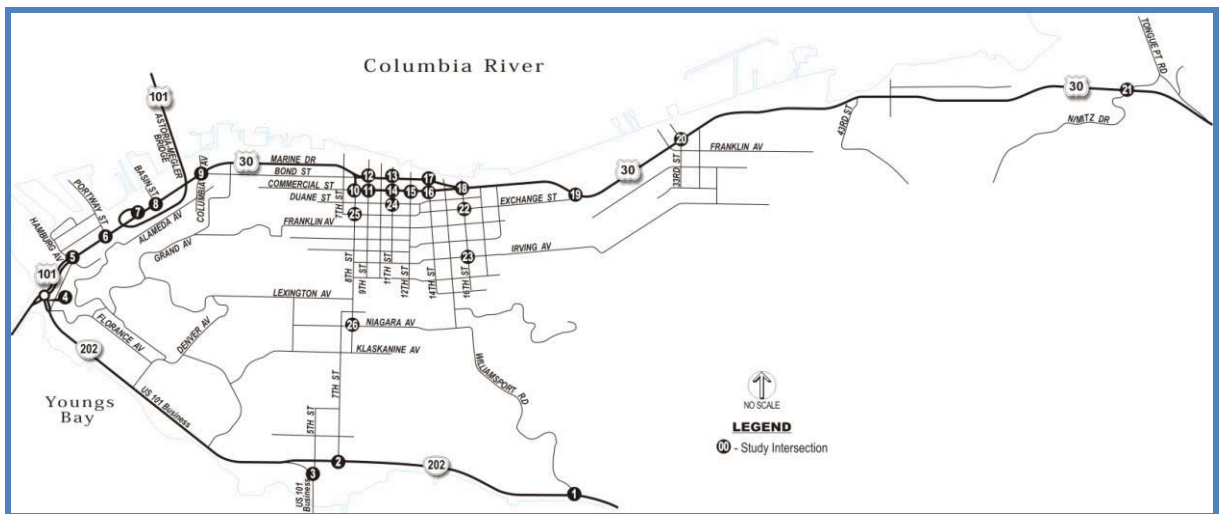 Columbia River
101
ASTORIA-MEGLER
BRIDGE
TONGUE PT RD
30
21
NIMITZ DR
43RD ST
20
FRANKLIN AV
33RD ST
30
9
30
MARINE DR
BOND ST
COMMERCIAL ST
DUANE ST
COLUMBIA AV
BASIN ST
8
7
PORTWAY ST
6
ALAMEDA AV
HAMBURG AV
5
101
4
GRAND AV
12
13
17
10
11
14
15
16
18
19
EXCHANGE ST
7TH ST
24
25
22
FRANKLIN AV
IRVING AV
23
8TH ST
9TH ST
11TH ST
12TH ST
14TH ST
16TH ST
LEXINGTON AV
FLORANCE AV
DENVER AV
26
NIAGARA AV
KLASKANINE AV
202
Youngs
Bay
US 101 Business
WILLIAMSPORT RD
7TH ST
5TH ST
2
3
US 101
Business
202
1
NO SCALE
LEGEND
00 - Study Intersection